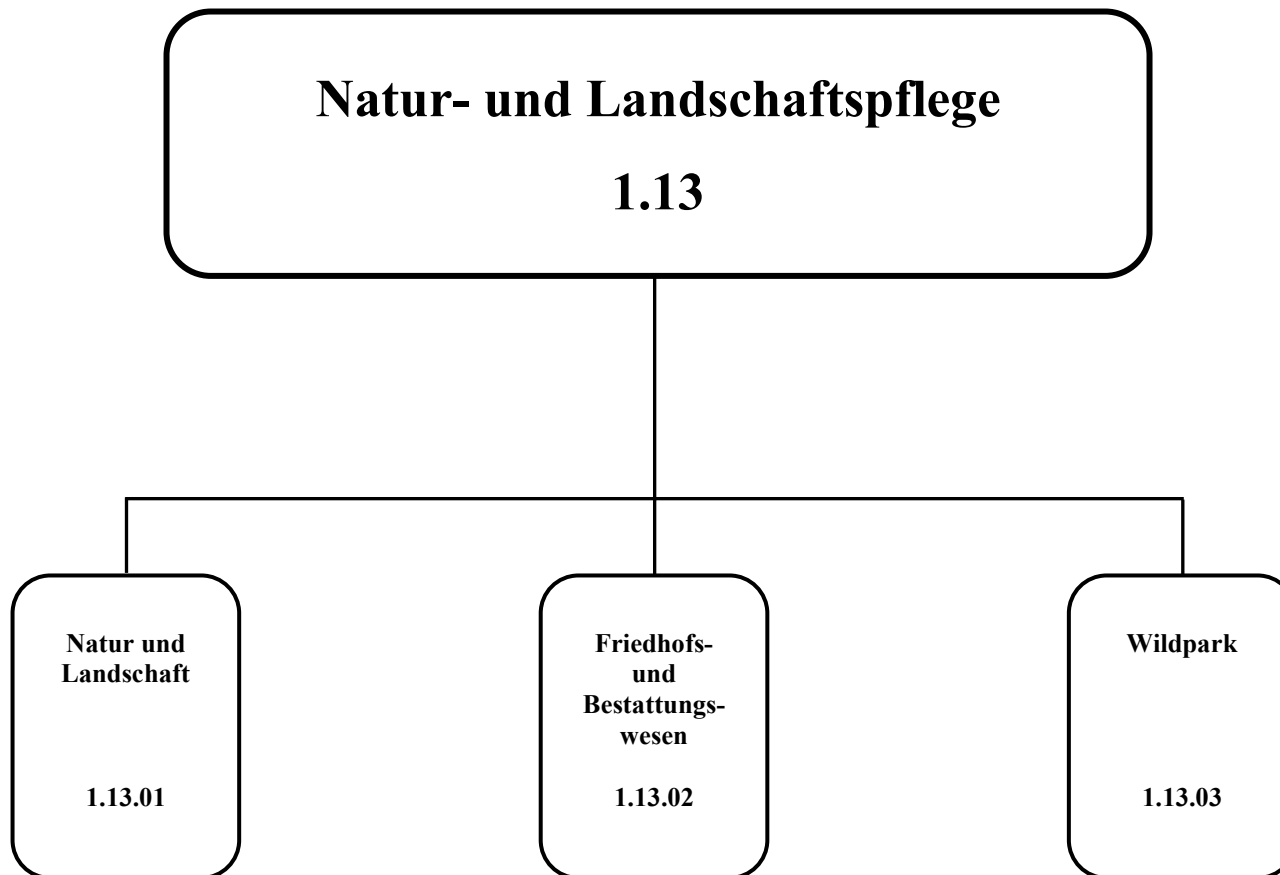 Natur- und Landschaftspflege
1.13
Natur und
Landschaft
1.13.01
Friedhofs-
und
Bestattungs-
wesen
1.13.02
Wildpark
1.13.03